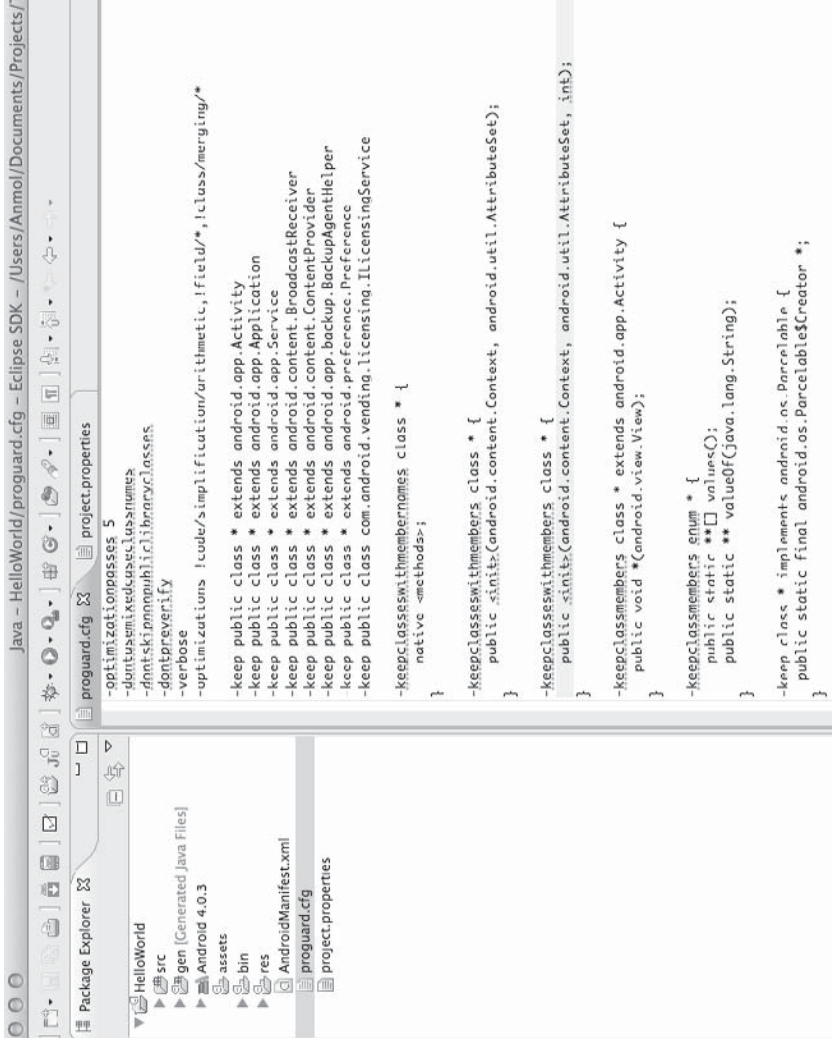 Java – HelloWorld/proguard.cfg – Eclipse SDK – /Users/Anmol/Documents/Projects/
Package Explorer
HelloWorld
src
gen [Generated Java Files]
Android 4.0.3
assets
bin
res
AndroidManifest.xml
proguard.cfg
project.properties
proguard.cfg
project.properties
-optimizationpasses 5
-dontusemixedcaseclassnames
-dontskipnonpubliclibraryclasses
-dontpreverify
-verbose
-optimizations !code/simplification/arithmetic,!field/*,!class/merging/*
-keep public class * extends android.app.Activity
-keep public class * extends android.app.Application
-keep public class * extends android.app.Service
-keep public class * extends android.content.BroadcastReceiver
-keep public class * extends android.content.ContentProvider
-keep public class * extends android.app.backup.BackupAgentHelper
-keep public class * extends android.preference.Preference
-keep public class com.android.vending.licensing.ILicensingService
-keepclasseswithmembernames class * {
native <methods>;
}
-keepclasseswithmembers class * {
public <init>(android.content.Context, android.util.AttributeSet);
}
-keepclasseswithmembers class * {
public <init>(android.content.Context, android.util.AttributeSet, int);
}
-keepclassmembers class * extends android.app.Activity {
public void *(android.view.View);
}
-keepclassmembers enum * {
public static **[] values();
public static ** valueOf(java.lang.String);
}
-keep class * implements android.os.Parcelable {
public static final android.os.Parcelable$Creator *;
}